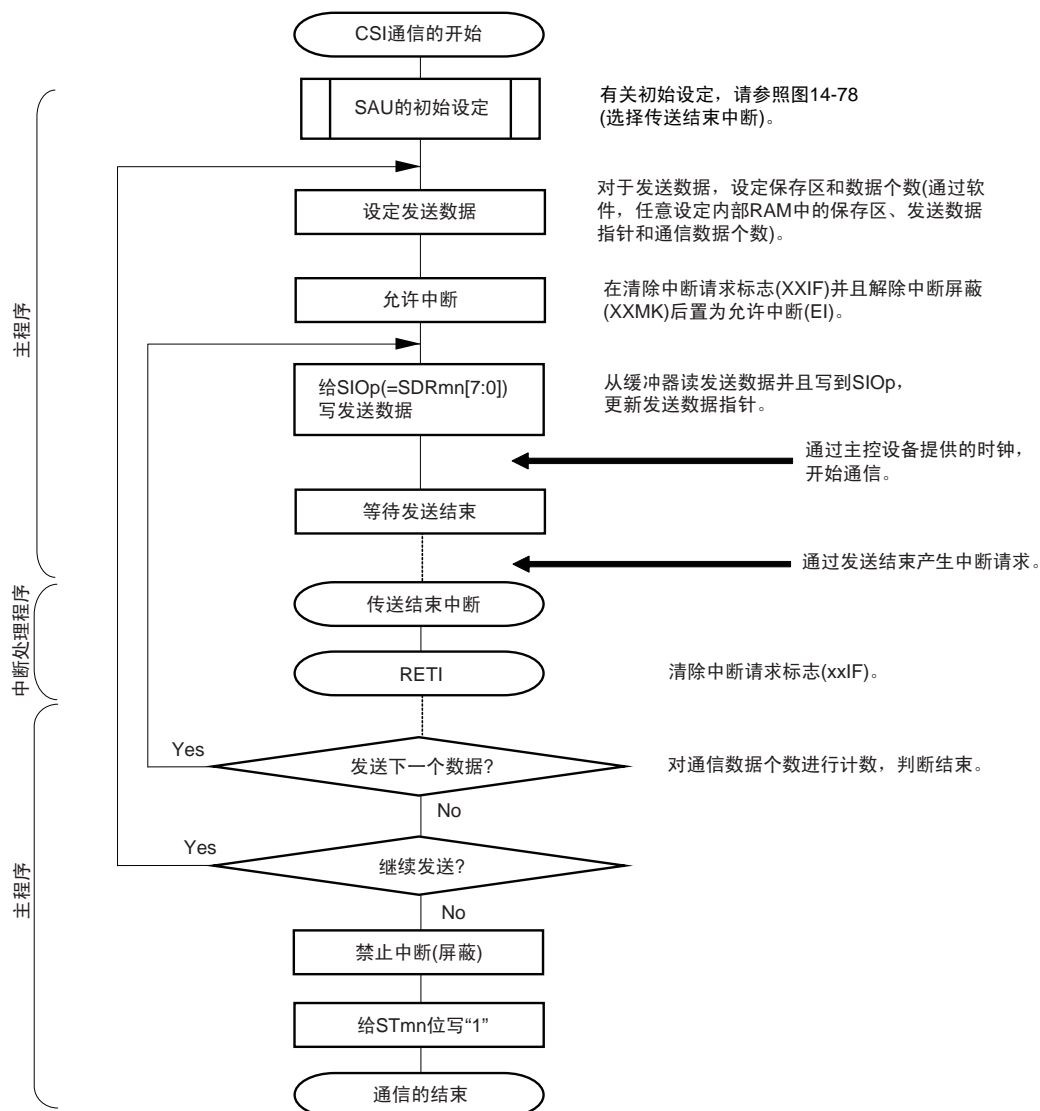 CSI通信的开始
SAU的初始设定
有关初始设定，请参照图14-78
(选择传送结束中断)。
设定发送数据
对于发送数据，设定保存区和数据个数(通过软
件，任意设定内部RAM中的保存区、发送数据
指针和通信数据个数)。
主程序
允许中断
在清除中断请求标志(XXIF)并且解除中断屏蔽
(XXMK)后置为允许中断(EI)。
给SIOp(=SDRmn[7:0])
写发送数据
从缓冲器读发送数据并且写到SIOp，
更新发送数据指针。
通过主控设备提供的时钟，
开始通信。
等待发送结束
通过发送结束产生中断请求。
中断处理程序
传送结束中断
RETI
清除中断请求标志(xxIF)。
Yes
发送下一个数据?
对通信数据个数进行计数，判断结束。
No
Yes
继续发送?
主程序
No
禁止中断(屏蔽)
给STmn位写“1”
通信的结束